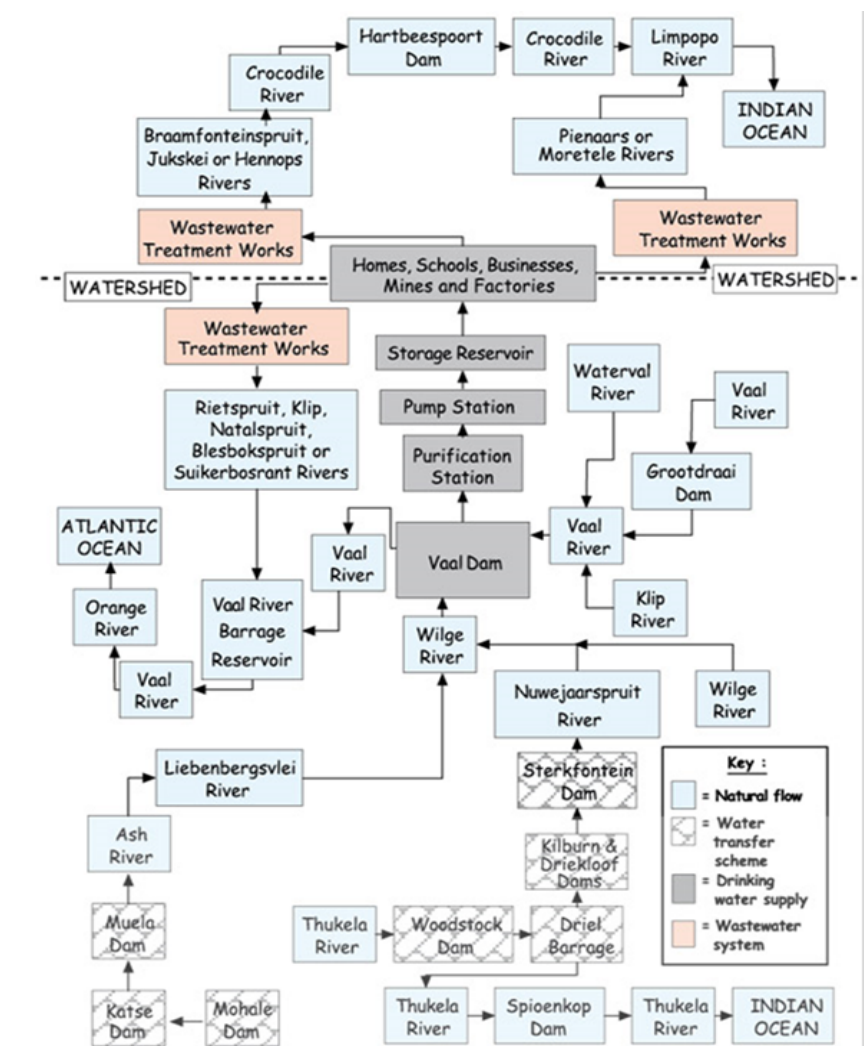 Hartbeespoort
Dam
Crocodile
River
Limpopo
River
Crocodile
River
INDIAN
OCEAN
Braamfonteinspruit,
Jukskei or Hennops
Rivers
Pienaars or
Moretele Rivers
Wastewater
Treatment Works
Wastewater
Treatment Works
Homes, Schools, Businesses,
Mines and Factories
WATERSHED
WATERSHED
Wastewater
Treatment Works
Storage Reservoir
Waterval
River
Vaal
River
Pump Station
Rietspruit, Klip,
Natalspruit,
Blesbokspruit or
Suikerbosrant Rivers
Purification
Station
Grootdraai
Dam
ATLANTIC
OCEAN
Vaal
River
Vaal Dam
Vaal
River
Orange
River
Vaal River
Barrage
Reservoir
Klip
River
Wilge
River
Vaal
River
Nuwejaarspruit
River
Wilge
River
Liebenbergsvlei
River
Sterkfontein
Dam
Key :
= Natural flow
= Water
transfer
scheme
= Drinking
water supply
= Wastewater
system
Ash
River
Kilburn &
Driekloof
Dams
Muela
Dam
Thukela
River
Woodstock
Dam
Driel
Barrage
Katse
Dam
Mohale
Dam
Thukela
River
Spioenkop
Dam
Thukela
River
INDIAN
OCEAN